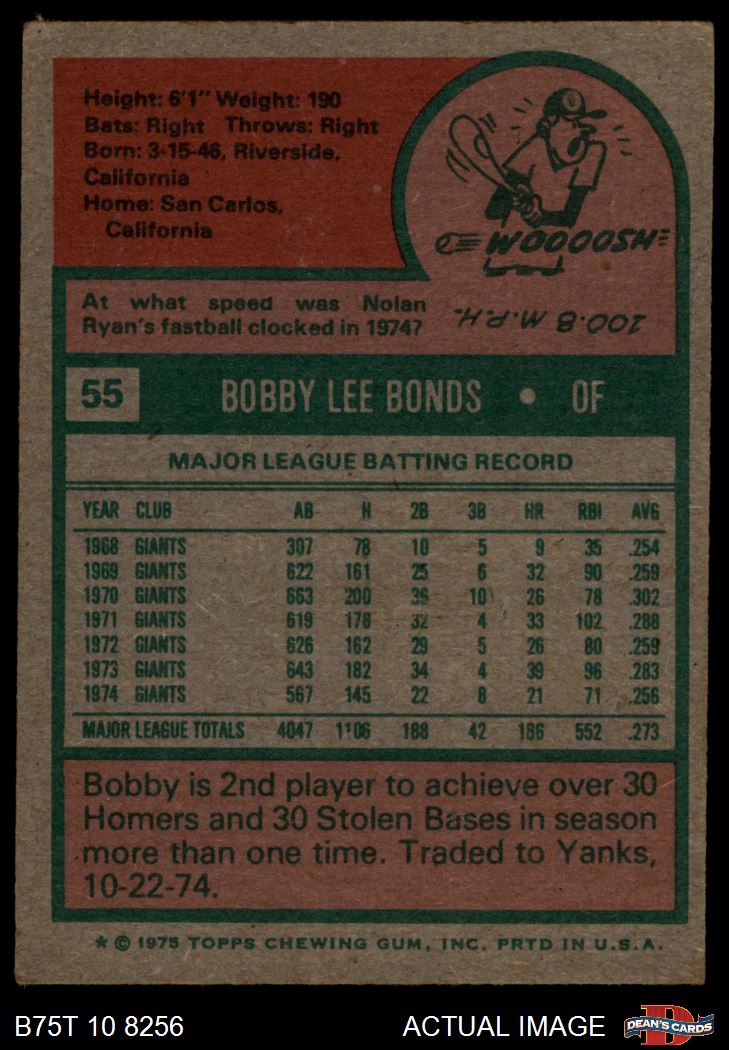 Height: 6'1" Weight: 190
Bats: Right Throws: Right
Born: 3-15-46, Riverside,
California
Home: San Carlos,
California
WOOOOSH
At what speed was Nolan
Ryan's fastball clocked in 1974?
100.8 M.P.H.
55 BOBBY LEE BONDS • OF
MAJOR LEAGUE BATTING RECORD
YEAR CLUB AB H 2B 3B HR RBI AVG
1968 GIANTS 307 78 10 5 9 35 .254
1969 GIANTS 622 161 25 6 32 90 .259
1970 GIANTS 663 200 36 10 26 78 .302
1971 GIANTS 619 178 32 4 33 102 .288
1972 GIANTS 626 162 29 5 26 80 .259
1973 GIANTS 643 182 34 4 39 96 .283
1974 GIANTS 567 145 22 8 21 71 .256
MAJOR LEAGUE TOTALS 4047 1106 188 42 186 552 .273
Bobby is 2nd player to achieve over 30
Homers and 30 Stolen Bases in season
more than one time. Traded to Yanks,
10-22-74.
* © 1975 TOPPS CHEWING GUM, INC. PRTD IN U.S.A.
B75T 10 8256 ACTUAL IMAGE DEAN'S CARDS